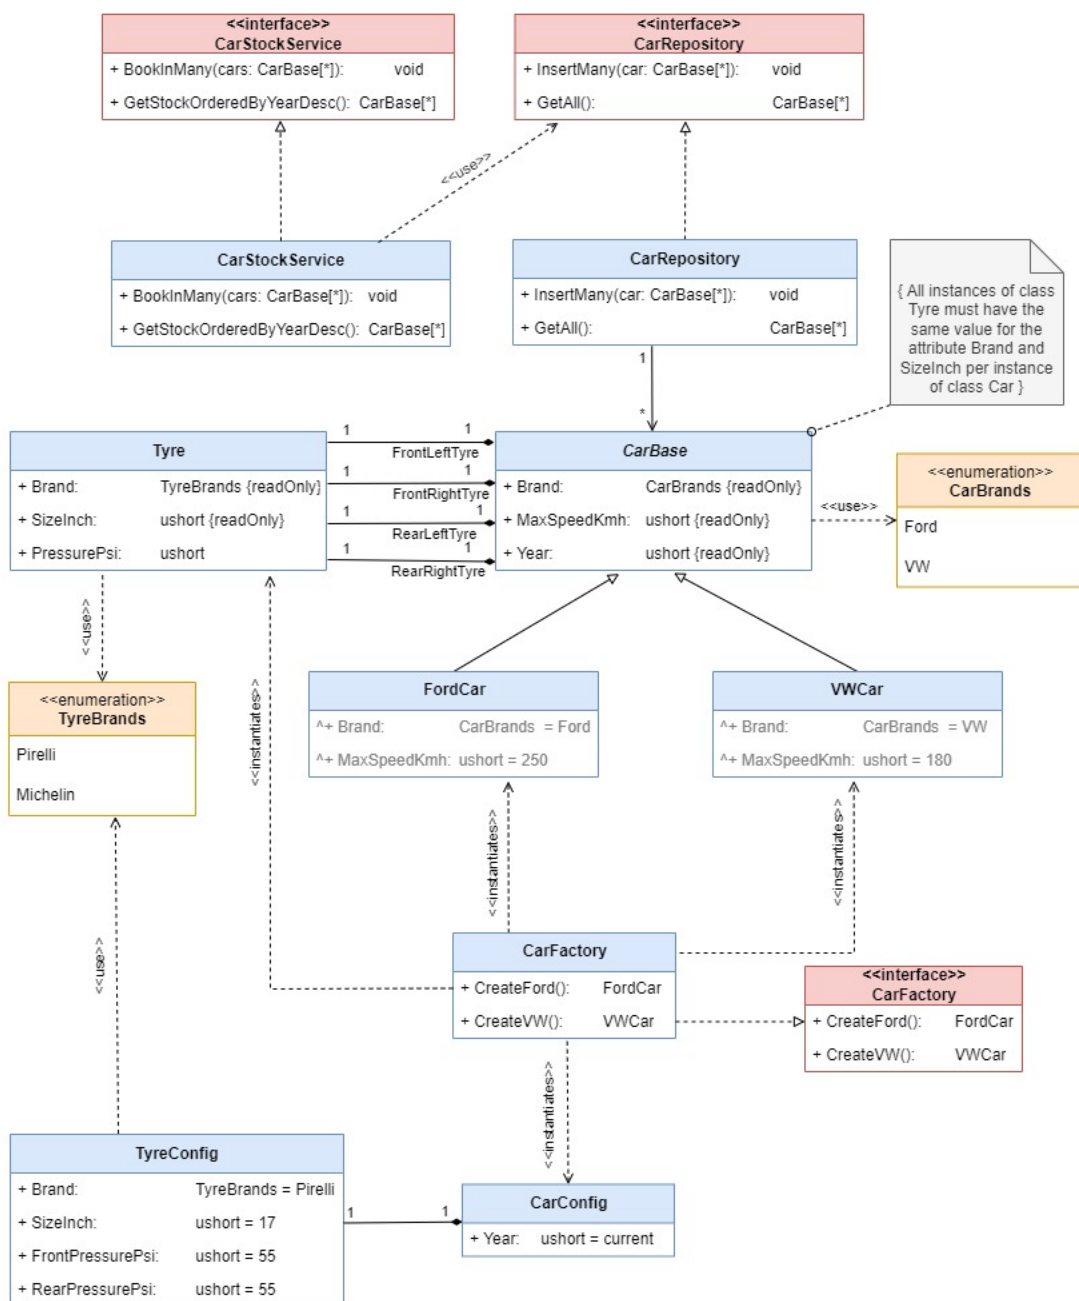 <<interface>>
CarStockService
+ BookInMany(cars: CarBase[*]): void
+ GetStockOrderedByYearDesc(): CarBase[*]
<<interface>>
CarRepository
+ InsertMany(car: CarBase[*]): void
+ GetAll(): CarBase[*]
<<use>>
CarStockService
+ BookInMany(cars: CarBase[*]): void
+ GetStockOrderedByYearDesc(): CarBase[*]
CarRepository
+ InsertMany(car: CarBase[*]): void
+ GetAll(): CarBase[*]
{ All instances of class
Tyre must have the
same value for the
attribute Brand and
SizeInch per instance
of class Car }
1
*
Tyre
+ Brand: TyreBrands {readOnly}
+ SizeInch: ushort {readOnly}
+ PressurePsi: ushort
1 1
FrontLeftTyre
1 1
FrontRightTyre
1 1
RearLeftTyre
1 1
RearRightTyre
CarBase
+ Brand: CarBrands {readOnly}
+ MaxSpeedKmh: ushort {readOnly}
+ Year: ushort {readOnly}
<<use>>
<<enumeration>>
CarBrands
Ford
VW
<<use>>
<<enumeration>>
TyreBrands
Pirelli
Michelin
<<instantiates>>
FordCar
^+ Brand: CarBrands = Ford
^+ MaxSpeedKmh: ushort = 250
VWCar
^+ Brand: CarBrands = VW
^+ MaxSpeedKmh: ushort = 180
<<instantiates>>
<<instantiates>>
<<use>>
CarFactory
+ CreateFord(): FordCar
+ CreateVW(): VWCar
<<interface>>
CarFactory
+ CreateFord(): FordCar
+ CreateVW(): VWCar
<<instantiates>>
TyreConfig
+ Brand: TyreBrands = Pirelli
+ SizeInch: ushort = 17
+ FrontPressurePsi: ushort = 55
+ RearPressurePsi: ushort = 55
1 1
CarConfig
+ Year: ushort = current